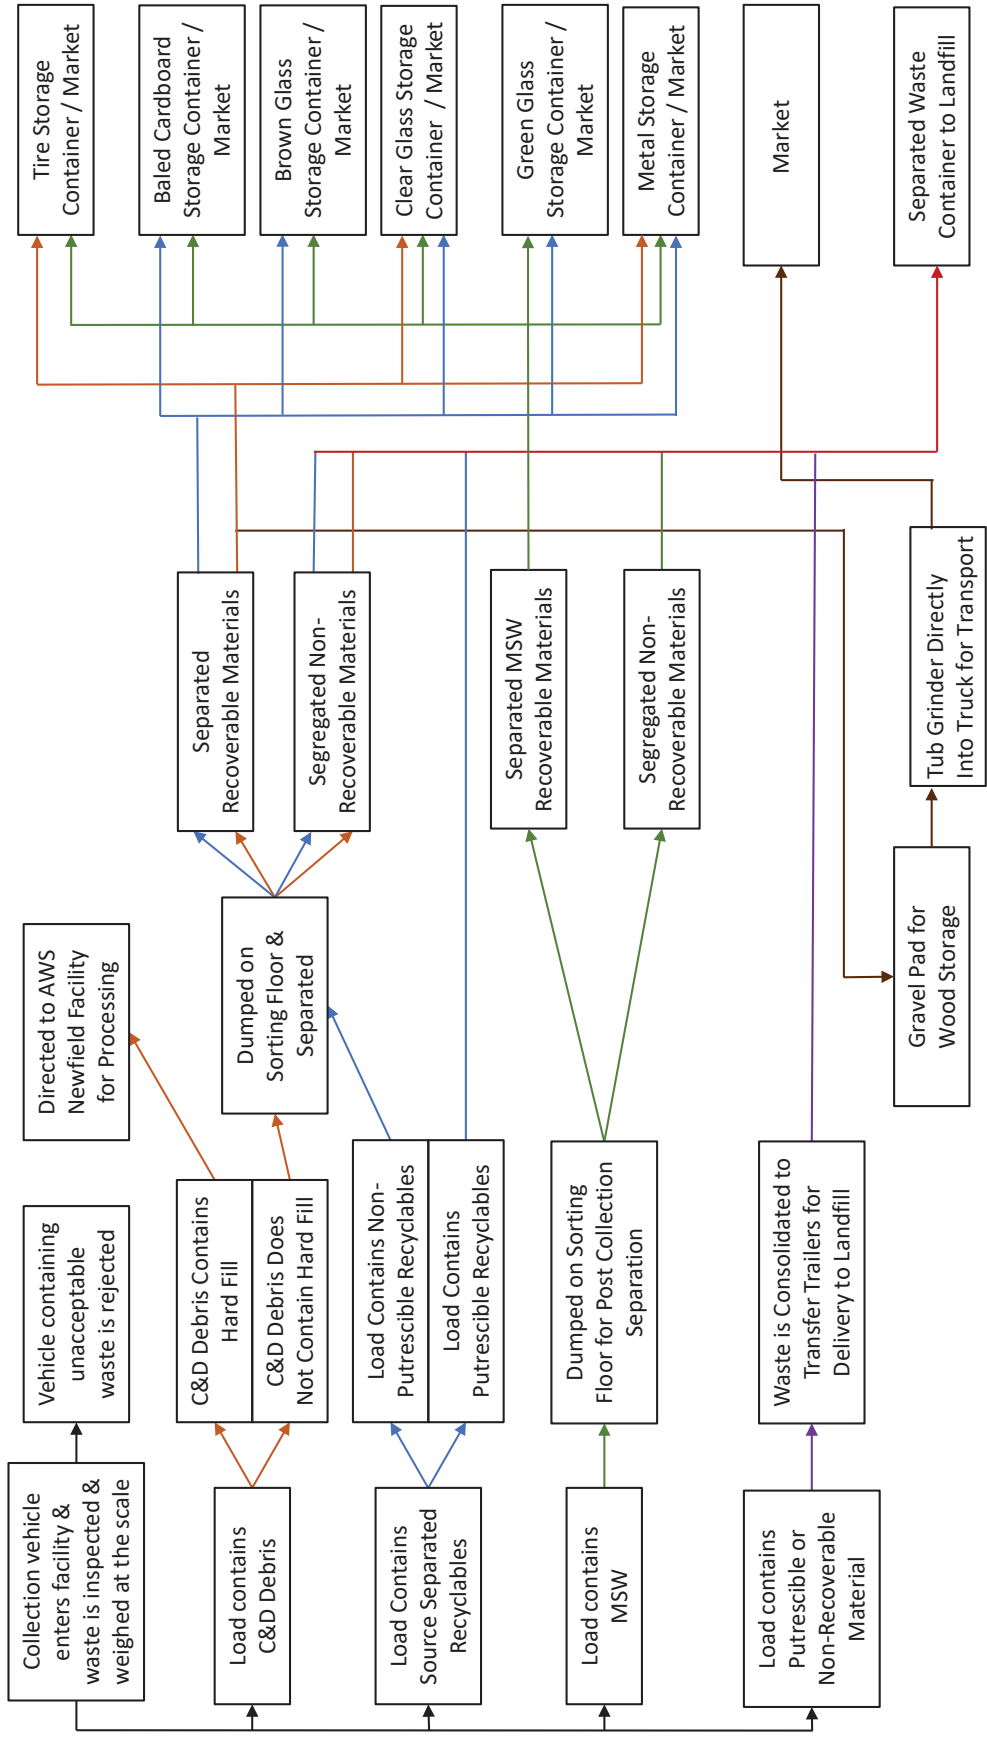 Collection vehicle
enters facility &
waste is inspected &
weighed at the scale
Vehicle containing
unacceptable
waste is rejected
Directed to AWS
Newfield Facility
for Processing
Load contains
C&D Debris
C&D Debris Contains
Hard Fill
C&D Debris Does
Not Contain Hard Fill
Dumped on
Sorting Floor &
Separated
Separated
Recoverable Materials
Segregated Non-
Recoverable Materials
Load Contains
Source Separated
Recyclables
Load Contains Non-
Putrescible Recyclables
Load Contains
Putrescible Recyclables
Load contains
MSW
Dumped on Sorting
Floor for Post Collection
Separation
Separated MSW
Recoverable Materials
Segregated Non-
Recoverable Materials
Load contains
Putrescible or
Non-Recoverable
Material
Waste is Consolidated to
Transfer Trailers for
Delivery to Landfill
Gravel Pad for
Wood Storage
Tub Grinder Directly
Into Truck for Transport
Tire Storage
Container / Market
Baled Cardboard
Storage Container /
Market
Brown Glass
Storage Container /
Market
Clear Glass Storage
Container / Market
Green Glass
Storage Container /
Market
Metal Storage
Container / Market
Market
Separated Waste
Container to Landfill